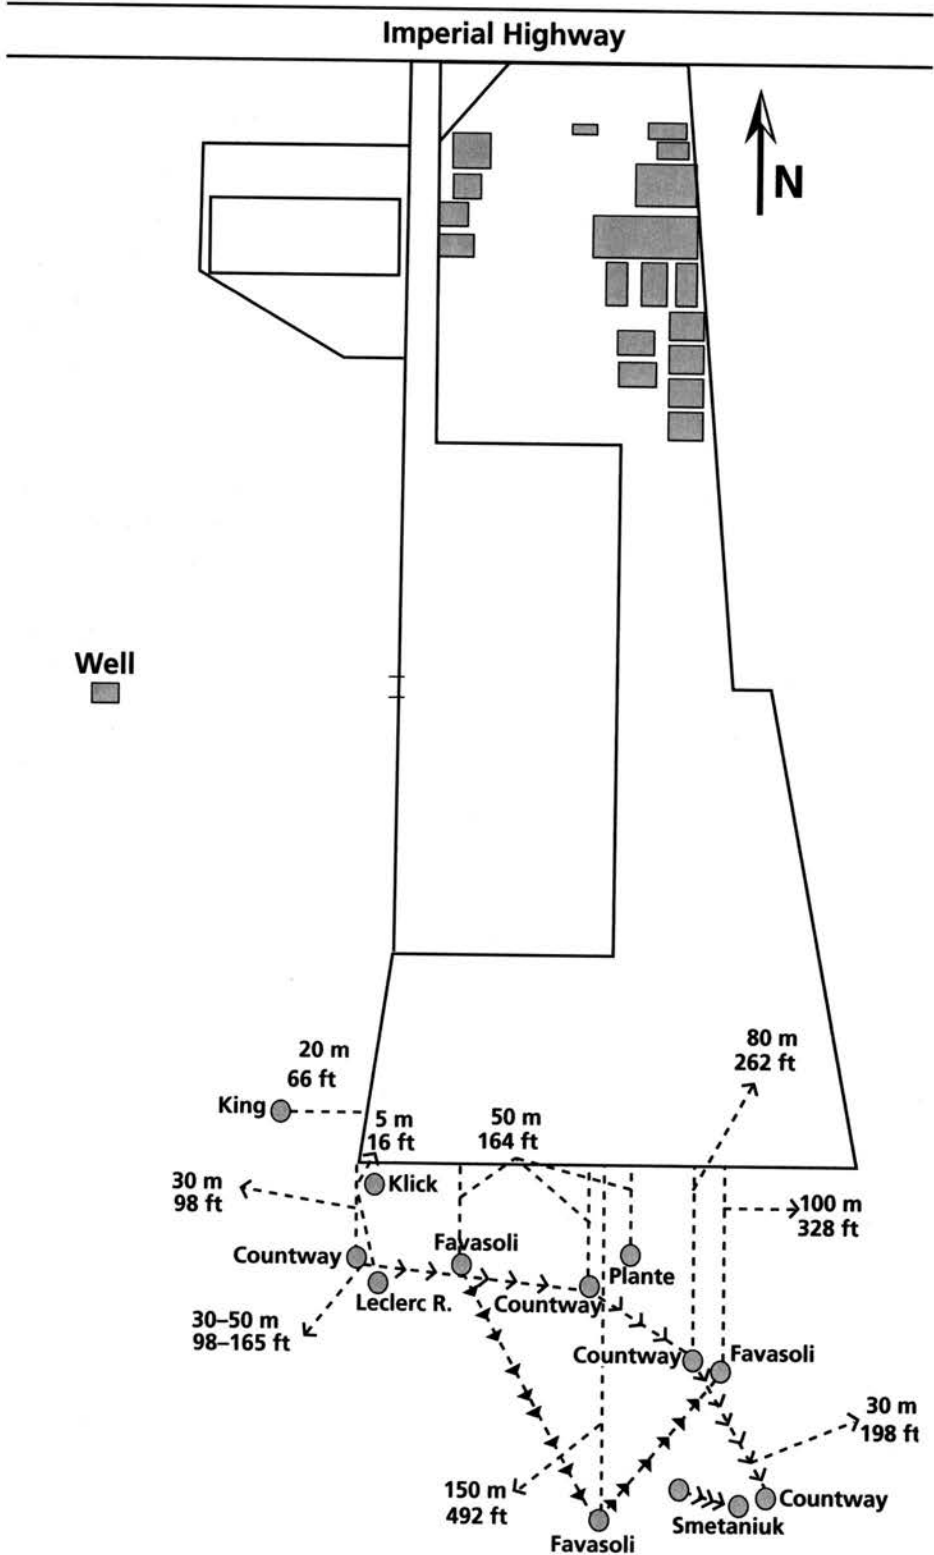 Imperial Highway
N
Well
20 m
66 ft
King
80 m
262 ft
5 m
16 ft
50 m
164 ft
Klick
30 m
98 ft
100 m
328 ft
Countway
Favasoli
Plante
Leclerc R.
Countway
30–50 m
98–165 ft
Countway
Favasoli
30 m
198 ft
150 m
492 ft
Countway
Smetaniuk
Favasoli